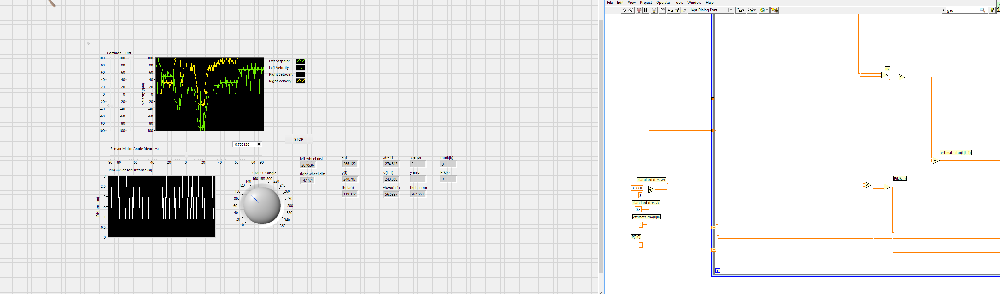 File Edit View Project Operate Tools Window Help
14pt Dialog Font
gau
Common Diff
100 100 100
80 80 80
60 60 60
40 40 40
20 20 20
0 0 0
-20 -20 -20
-40 -40 -40
-60 -60 -60
-80 -80 -80
-100 -100 -100
Velocity (rpm)
Left Setpoint
Left Velocity
Right Setpoint
Right Velocity
STOP
-0.753138
Sensor Motor Angle (degrees)
90 80 60 40 20 0 -20 -40 -60 -80 -90
PING))) Sensor Distance (m)
3
2.5
2
1.5
1
0.5
0
Distance (m)
CMPS03 angle
0 20 40 60 80 100 120 140 160 180 200 220 240 260 280 300 320 340 360
left wheel dist
20.9536
right wheel dist
-4.1579
x(i)
266.122
y(i)
240.707
theta(i)
119.312
x(i+1)
274.513
y(i+1)
240.358
theta(i+1)
56.5337
x error
0
y error
0
theta error
-62.6538
rho(k|k)
0
P(k|k)
0
uk
estimate rho(k|k-1)
P(k|k-1)
standard dev. wk
0.0008
3
standard dev. vk
0.3
estimate rho(0|0)
0
P(0|0)
0
i